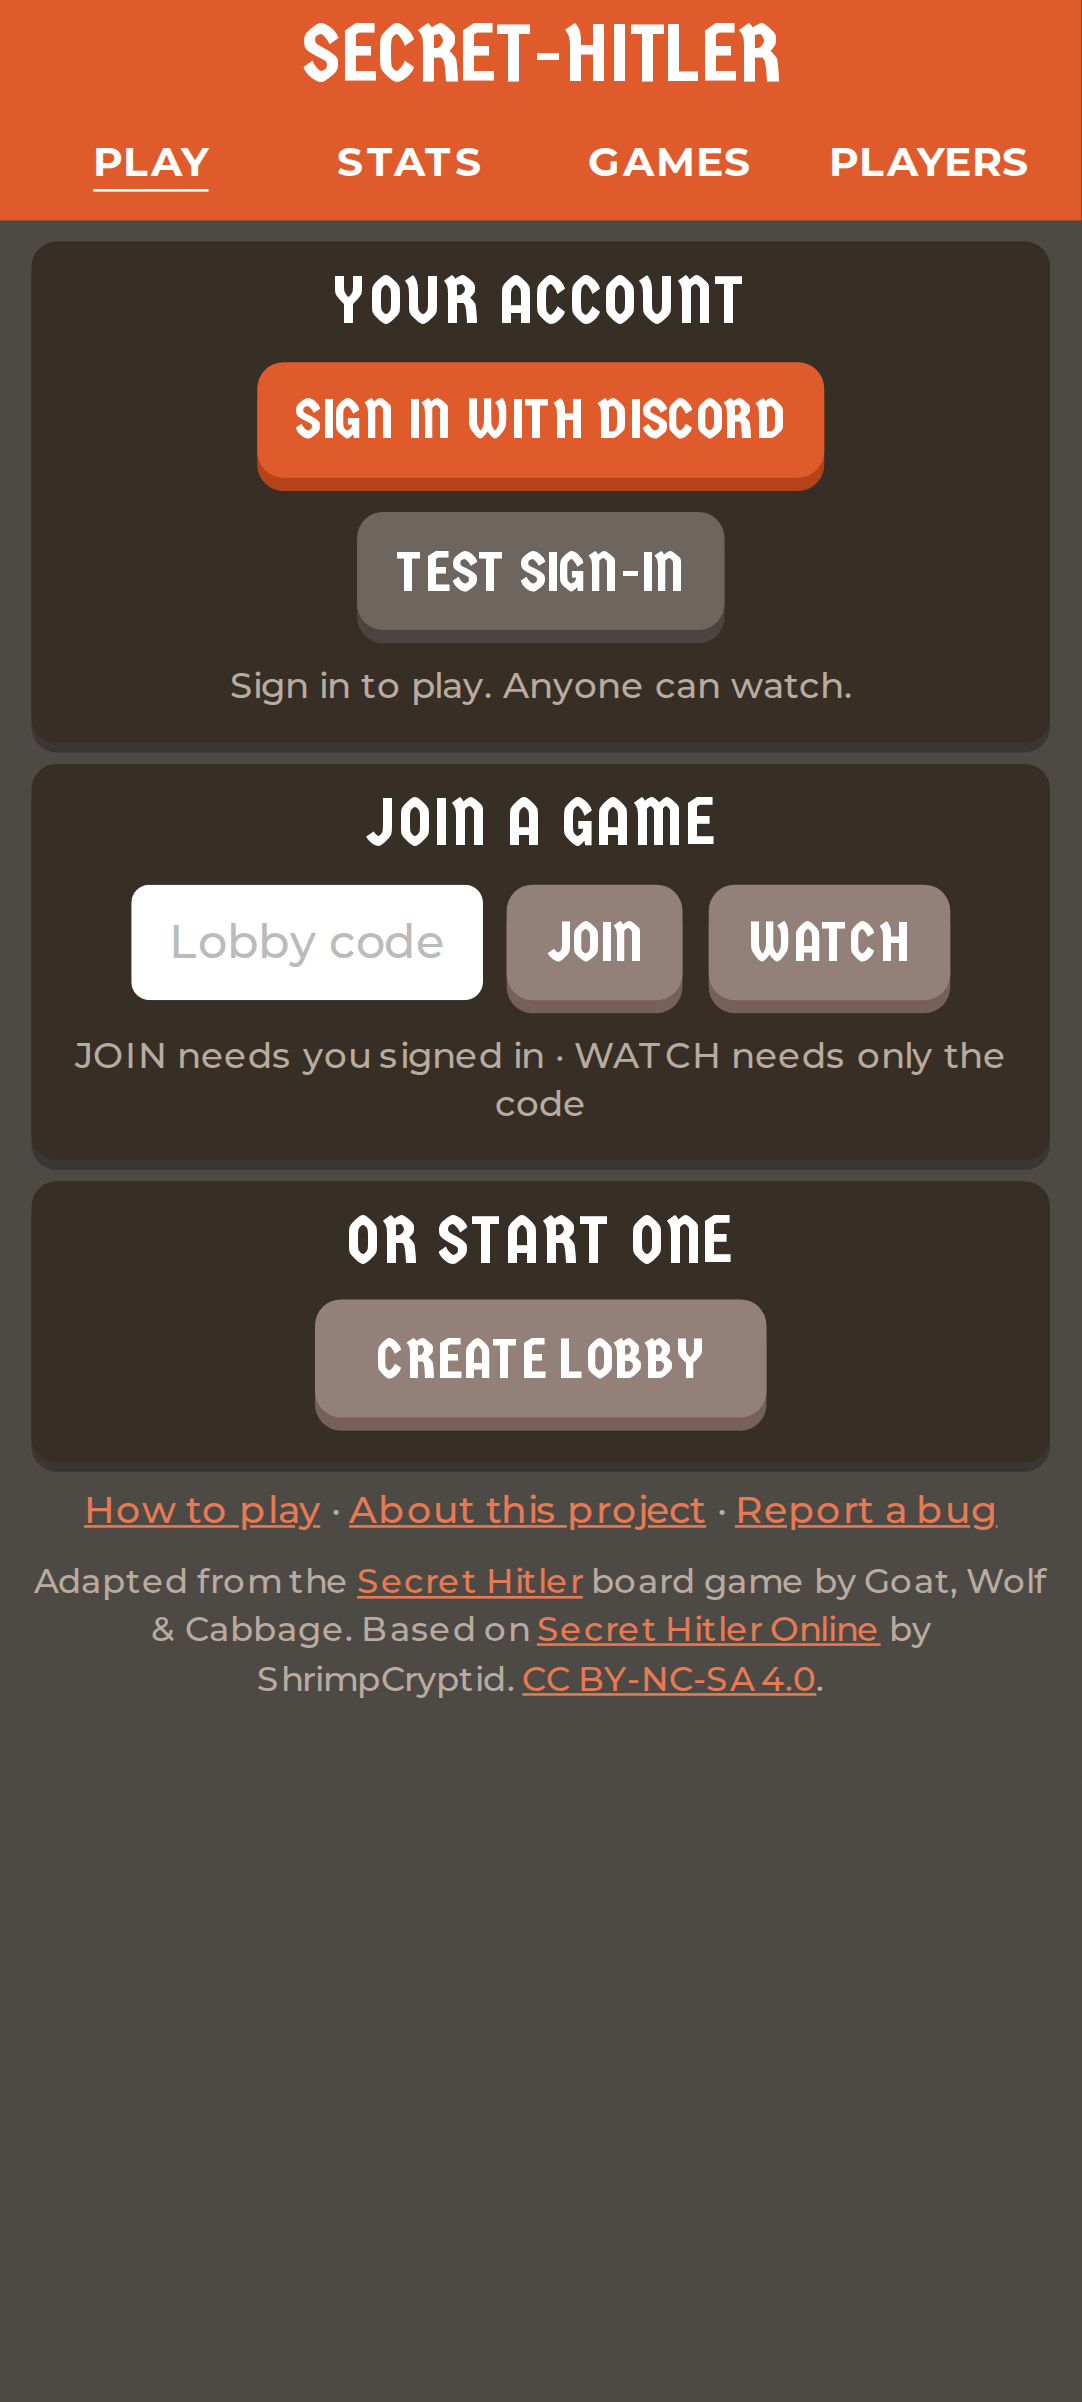 SECRET-HITLER
PLAY STATS GAMES PLAYERS
YOUR ACCOUNT
SIGN IN WITH DISCORD
TEST SIGN-IN
Sign in to play. Anyone can watch.
JOIN A GAME
Lobby code JOIN WATCH
JOIN needs you signed in · WATCH needs only the
code
OR START ONE
CREATE LOBBY
How to play · About this project · Report a bug
Adapted from the Secret Hitler board game by Goat, Wolf
& Cabbage. Based on Secret Hitler Online by
ShrimpCryptid. CC BY-NC-SA 4.0.